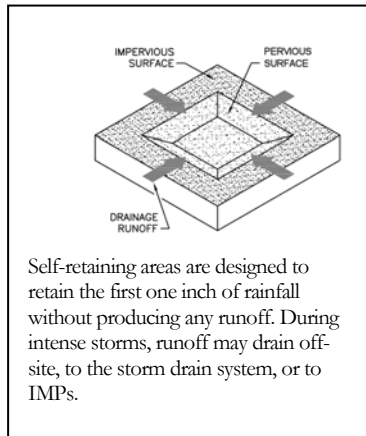 IMPERVIOUS
SURFACE
PERVIOUS
SURFACE
DRAINAGE
RUNOFF
Self-retaining areas are designed to
retain the first one inch of rainfall
without producing any runoff. During
intense storms, runoff may drain off-
site, to the storm drain system, or to
IMPs.